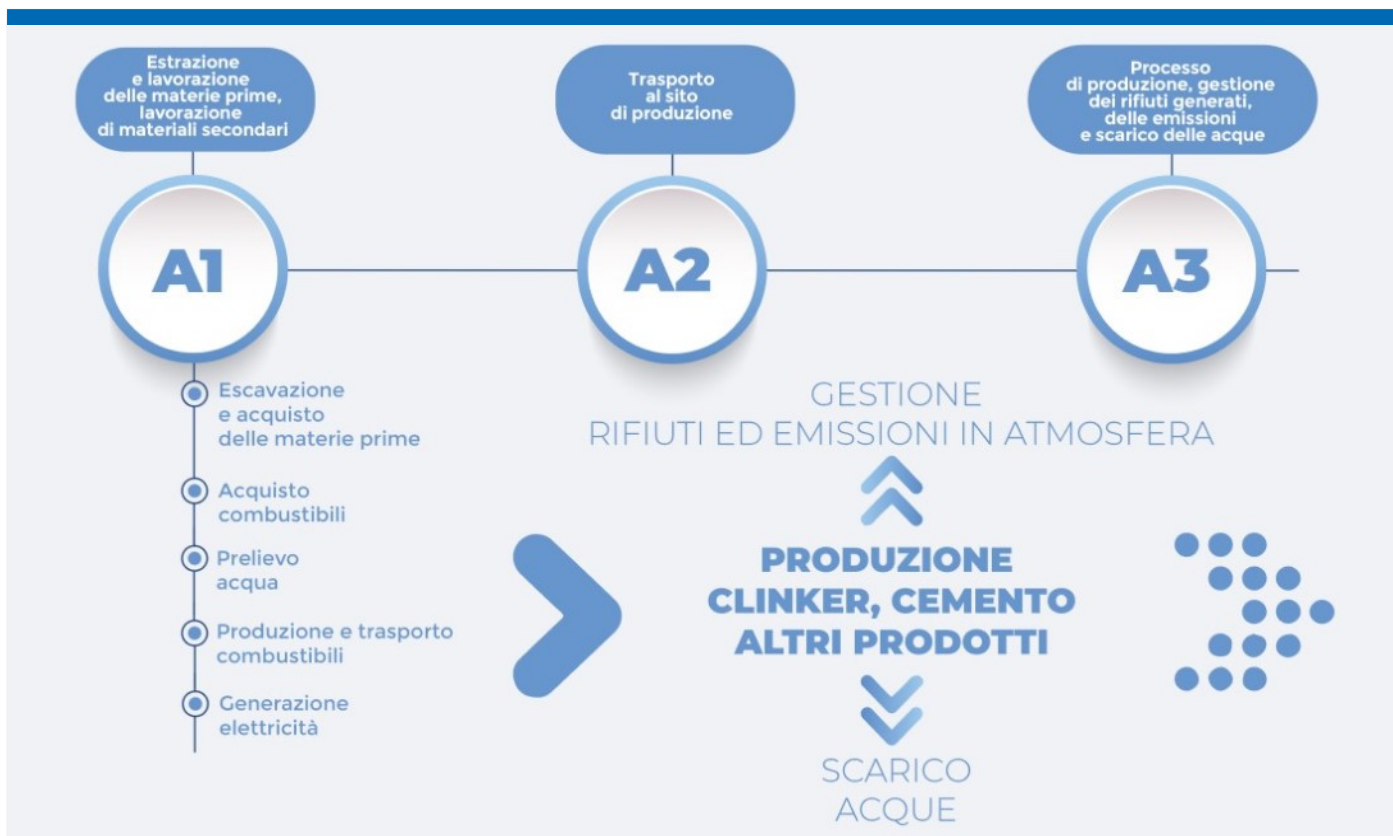 Estrazione
e lavorazione
delle materie prime,
lavorazione
di materiali secondari
Trasporto
al sito
di produzione
Processo
di produzione, gestione
dei rifiuti generati,
delle emissioni
e scarico delle acque
A1
A2
A3
Escavazione
e acquisto
delle materie prime
Acquisto
combustibili
Prelievo
acqua
Produzione e trasporto
combustibili
Generazione
elettricità
GESTIONE
RIFIUTI ED EMISSIONI IN ATMOSFERA
PRODUZIONE
CLINKER, CEMENTO
ALTRI PRODOTTI
SCARICO
ACQUE